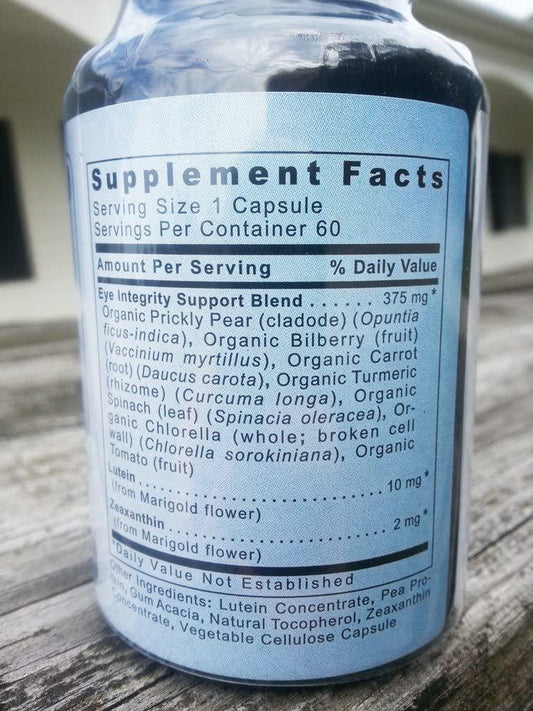 Supplement Facts
Serving Size 1 Capsule
Servings Per Container 60
Amount Per Serving % Daily Value
Eye Integrity Support Blend . . . . . . 375 mg*
Organic Prickly Pear (cladode) (Opuntia
ficus-indica), Organic Bilberry (fruit)
(Vaccinium myrtillus), Organic Carrot
(root) (Daucus carota), Organic Turmeric
(rhizome) (Curcuma longa), Organic
Spinach (leaf) (Spinacia oleracea), Or-
ganic Chlorella (whole; broken cell
wall) (Chlorella sorokiniana), Organic
Tomato (fruit)
Lutein . . . . . . . . . . . . . . . . . . . . . . . . . . . 10 mg*
(from Marigold flower)
Zeaxanthin . . . . . . . . . . . . . . . . . . . . . . . . 2 mg*
(from Marigold flower)
*Daily Value Not Established
Other Ingredients: Lutein Concentrate, Pea Pro-
tein, Gum Acacia, Natural Tocopherol, Zeaxanthin
Concentrate, Vegetable Cellulose Capsule